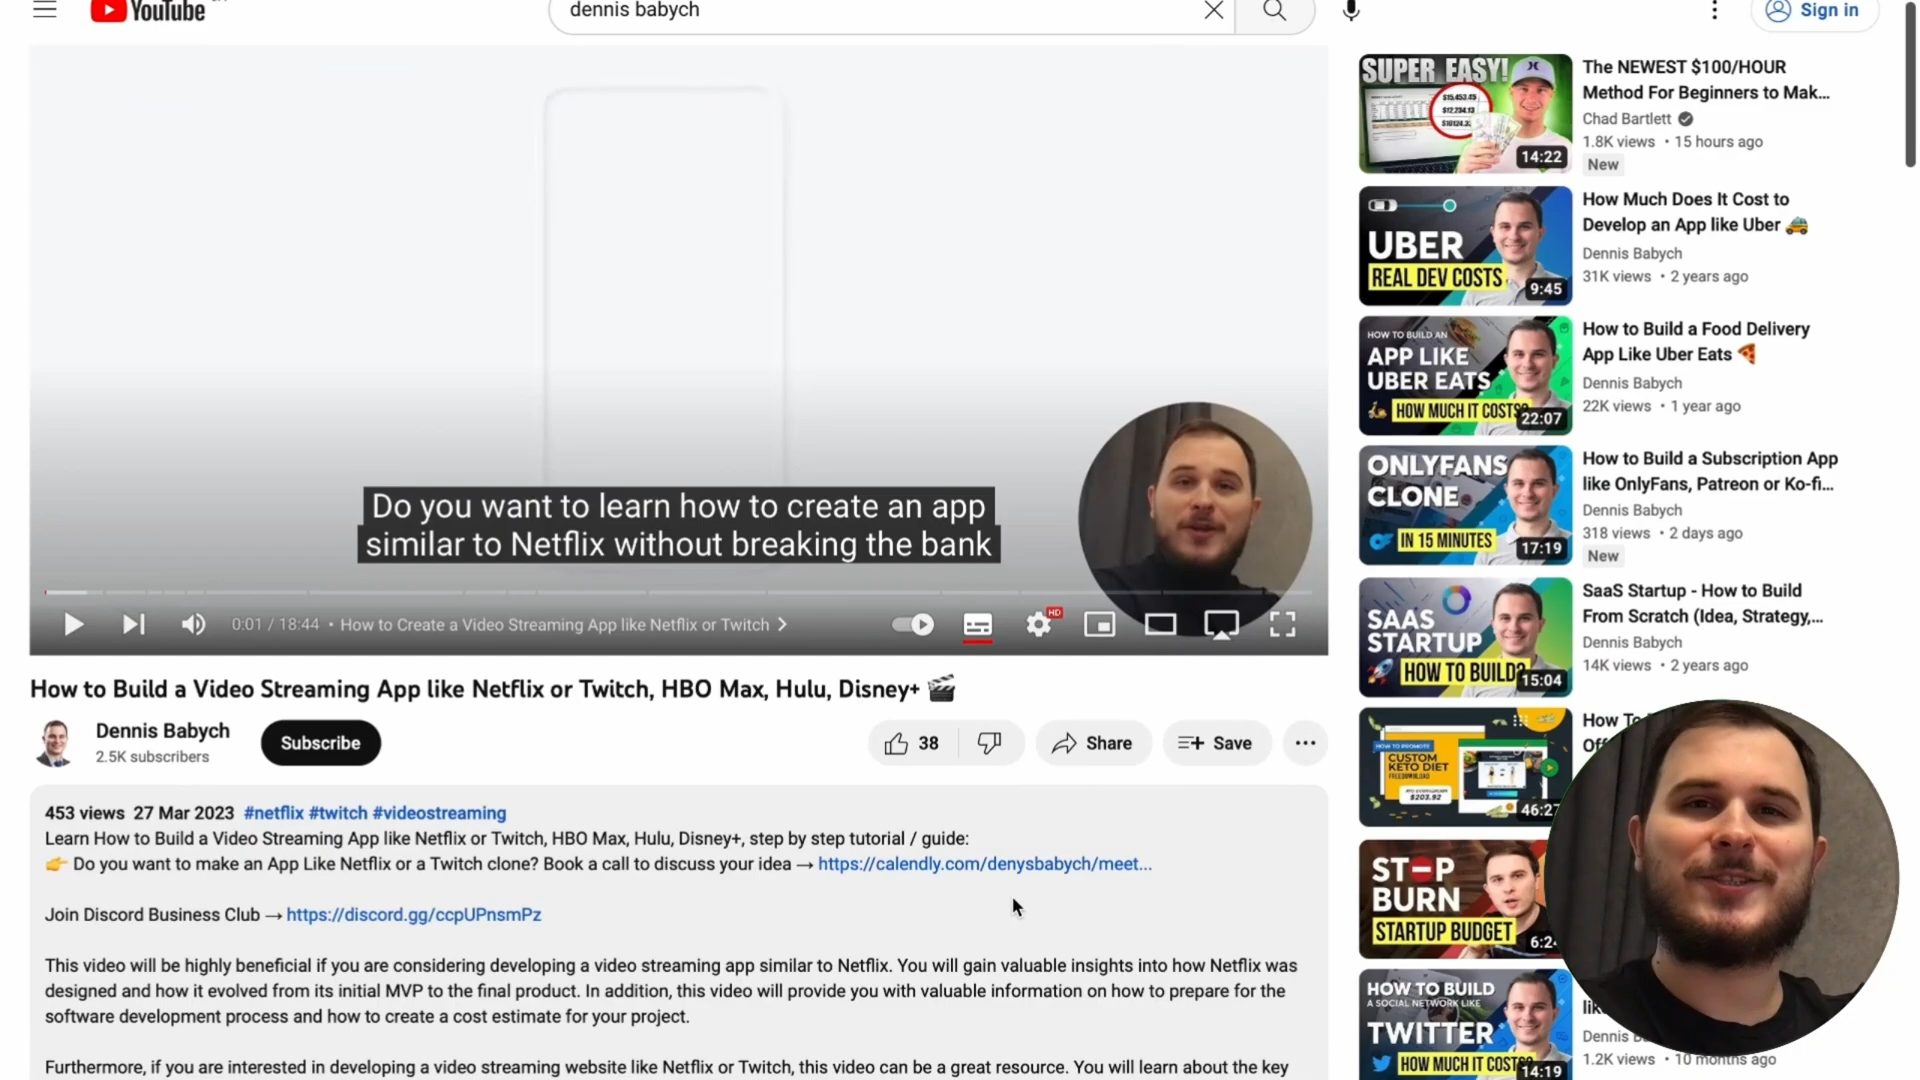 YouTube
dennis babych
Sign in
Do you want to learn how to create an app
similar to Netflix without breaking the bank
0:01 / 18:44 • How to Create a Video Streaming App like Netflix or Twitch
HD
How to Build a Video Streaming App like Netflix or Twitch, HBO Max, Hulu, Disney+
Dennis Babych
2.5K subscribers
Subscribe
38
Share
Save
453 views 27 Mar 2023 #netflix #twitch #videostreaming
Learn How to Build a Video Streaming App like Netflix or Twitch, HBO Max, Hulu, Disney+, step by step tutorial / guide:
👉 Do you want to make an App Like Netflix or a Twitch clone? Book a call to discuss your idea → https://calendly.com/denysbabych/meet...
Join Discord Business Club → https://discord.gg/ccpUPnsmPz
This video will be highly beneficial if you are considering developing a video streaming app similar to Netflix. You will gain valuable insights into how Netflix was
designed and how it evolved from its initial MVP to the final product. In addition, this video will provide you with valuable information on how to prepare for the
software development process and how to create a cost estimate for your project.
Furthermore, if you are interested in developing a video streaming website like Netflix or Twitch, this video can be a great resource. You will learn about the key
SUPER EASY!
14:22
The NEWEST $100/HOUR
Method For Beginners to Mak...
Chad Bartlett
1.8K views • 15 hours ago
New
UBER
REAL DEV COSTS
9:45
How Much Does It Cost to
Develop an App like Uber
Dennis Babych
31K views • 2 years ago
HOW TO BUILD AN
APP LIKE
UBER EATS
HOW MUCH IT COSTS?
22:07
How to Build a Food Delivery
App Like Uber Eats
Dennis Babych
22K views • 1 year ago
ONLYFANS
CLONE
IN 15 MINUTES
17:19
How to Build a Subscription App
like OnlyFans, Patreon or Ko-fi...
Dennis Babych
318 views • 2 days ago
New
SAAS
STARTUP
HOW TO BUILD?
15:04
SaaS Startup - How to Build
From Scratch (Idea, Strategy,...
Dennis Babych
14K views • 2 years ago
HOW TO PROMOTE
CUSTOM
KETO DIET
$203.92
46:27
How To
STOP
BURN
STARTUP BUDGET
6:24
HOW TO BUILD
A SOCIAL NETWORK LIKE
TWITTER
HOW MUCH IT COSTS?
14:19
Dennis
1.2K views • 10 months ago